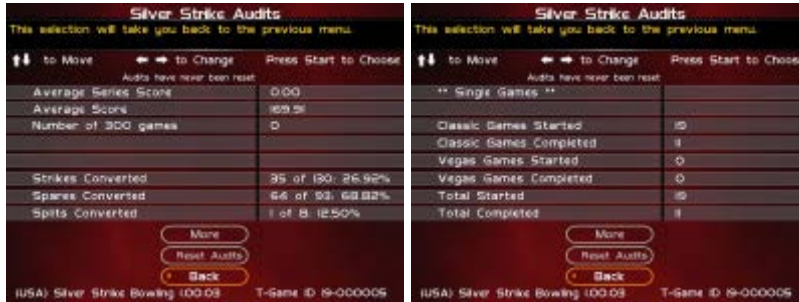 Silver Strike Audits
This selection will take you back to the previous menu.
to Move to Change Press Start to Choose
Audits have never been reset
Average Series Score 0.00
Average Score 169.91
Number of 300 games 0
Strikes Converted 35 of 130: 26.92%
Spares Converted 64 of 93: 68.82%
Splits Converted 1 of 8: 12.50%
More
Reset Audits
Back
(USA) Silver Strike Bowling 1.00.03 T-Game ID 19-000005
Silver Strike Audits
This selection will take you back to the previous menu.
to Move to Change Press Start to Choos
Audits have never been reset
** Single Games **
Classic Games Started 19
Classic Games Completed 11
Vegas Games Started 0
Vegas Games Completed 0
Total Started 19
Total Completed 11
More
Reset Audits
Back
(USA) Silver Strike Bowling 1.00.03 T-Game ID 19-000005